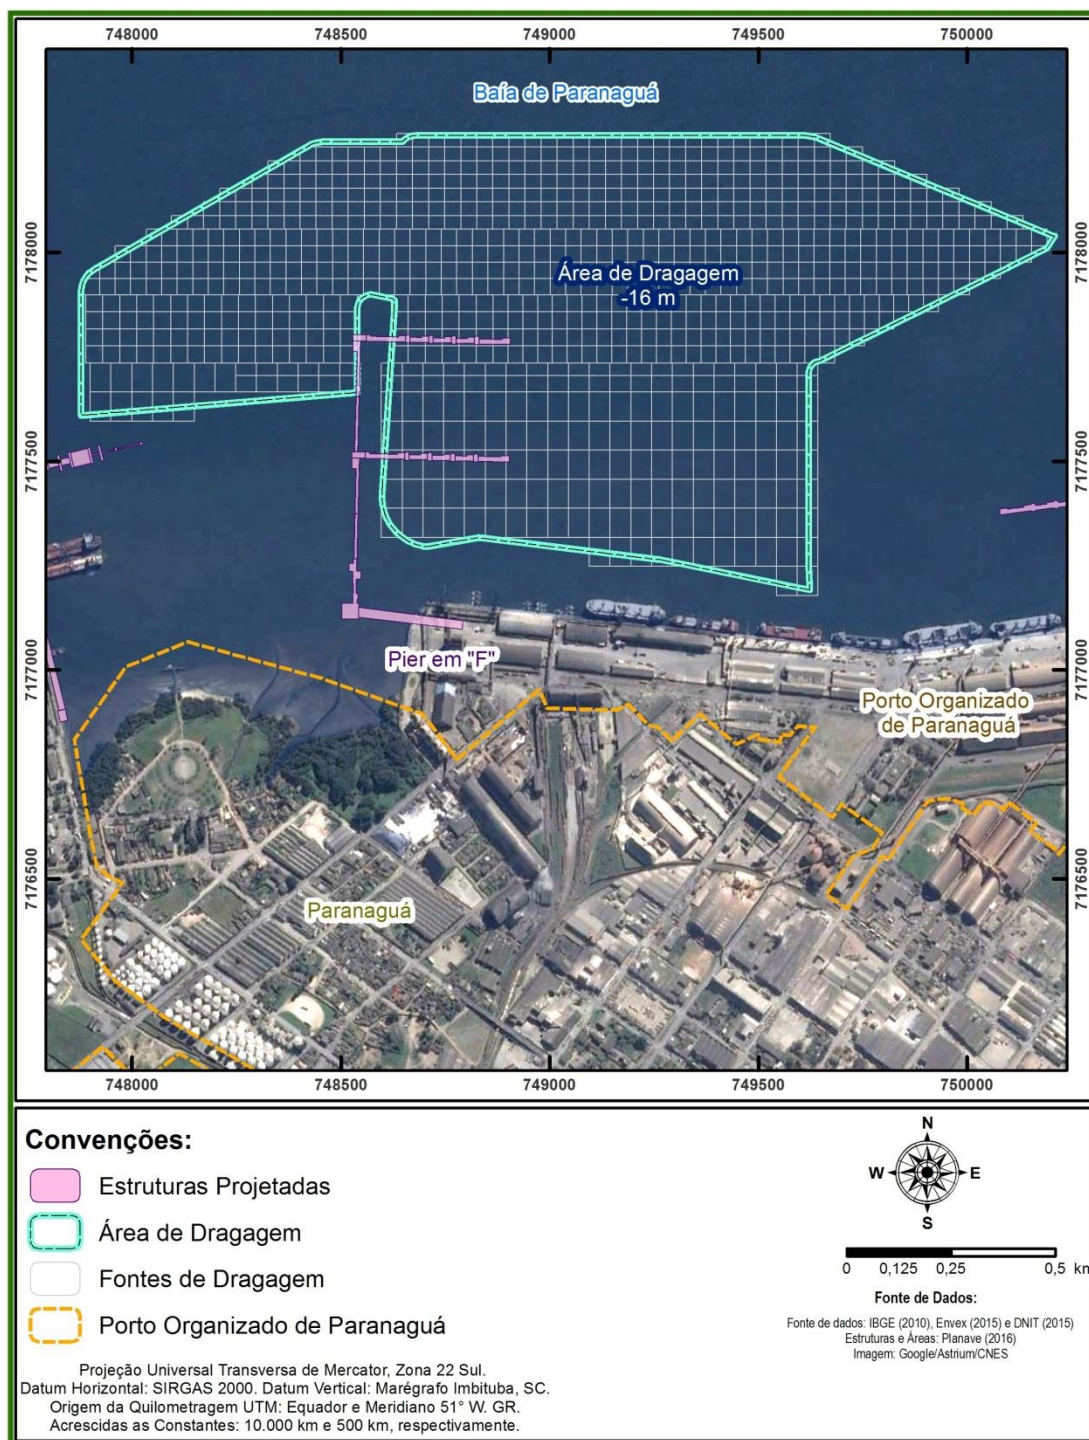 748000 748500 749000 749500 750000
Baía de Paranaguá
7178000 7178000
Área de Dragagem
-16 m
7177500 7177500
7177000 7177000
Pier em "F"
Porto Organizado
de Paranaguá
7176500 7176500
Paranaguá
748000 748500 749000 749500 750000
Convenções:
Estruturas Projetadas
Área de Dragagem
Fontes de Dragagem
Porto Organizado de Paranaguá
Projeção Universal Transversa de Mercator, Zona 22 Sul.
Datum Horizontal: SIRGAS 2000. Datum Vertical: Marégrafo Imbituba, SC.
Origem da Quilometragem UTM: Equador e Meridiano 51° W. GR.
Acrescidas as Constantes: 10.000 km e 500 km, respectivamente.
N
W E
S
0 0,125 0,25 0,5 km
Fonte de Dados:
Fonte de dados: IBGE (2010), Envex (2015) e DNIT (2015)
Estruturas e Áreas: Planave (2016)
Imagem: Google/Astrium/CNES